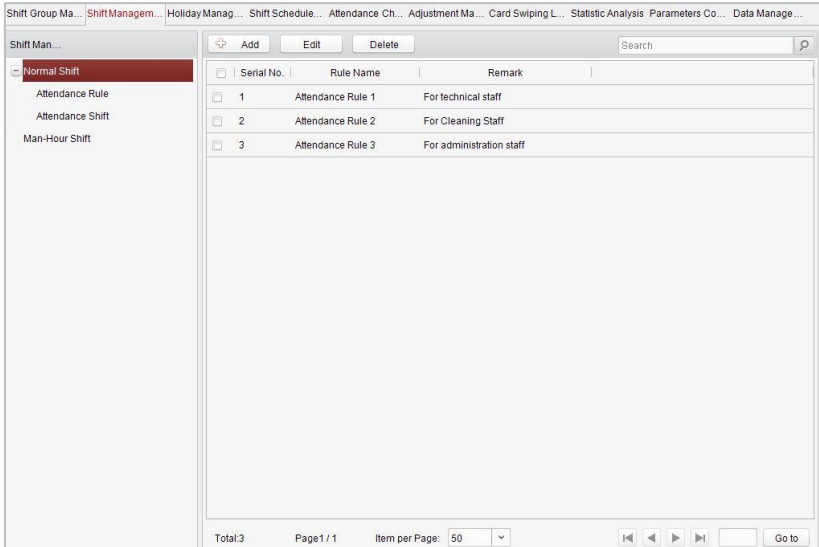 Shift Group Ma... Shift Managem... Holiday Manag... Shift Schedule... Attendance Ch... Adjustment Ma... Card Swiping L... Statistic Analysis Parameters Co... Data Manage...
Shift Man... Add Edit Delete Search
Normal Shift Serial No. Rule Name Remark
Attendance Rule 1 Attendance Rule 1 For technical staff
Attendance Shift 2 Attendance Rule 2 For Cleaning Staff
Man-Hour Shift 3 Attendance Rule 3 For administration staff
Total:3 Page1 / 1 Item per Page: 50 Go to